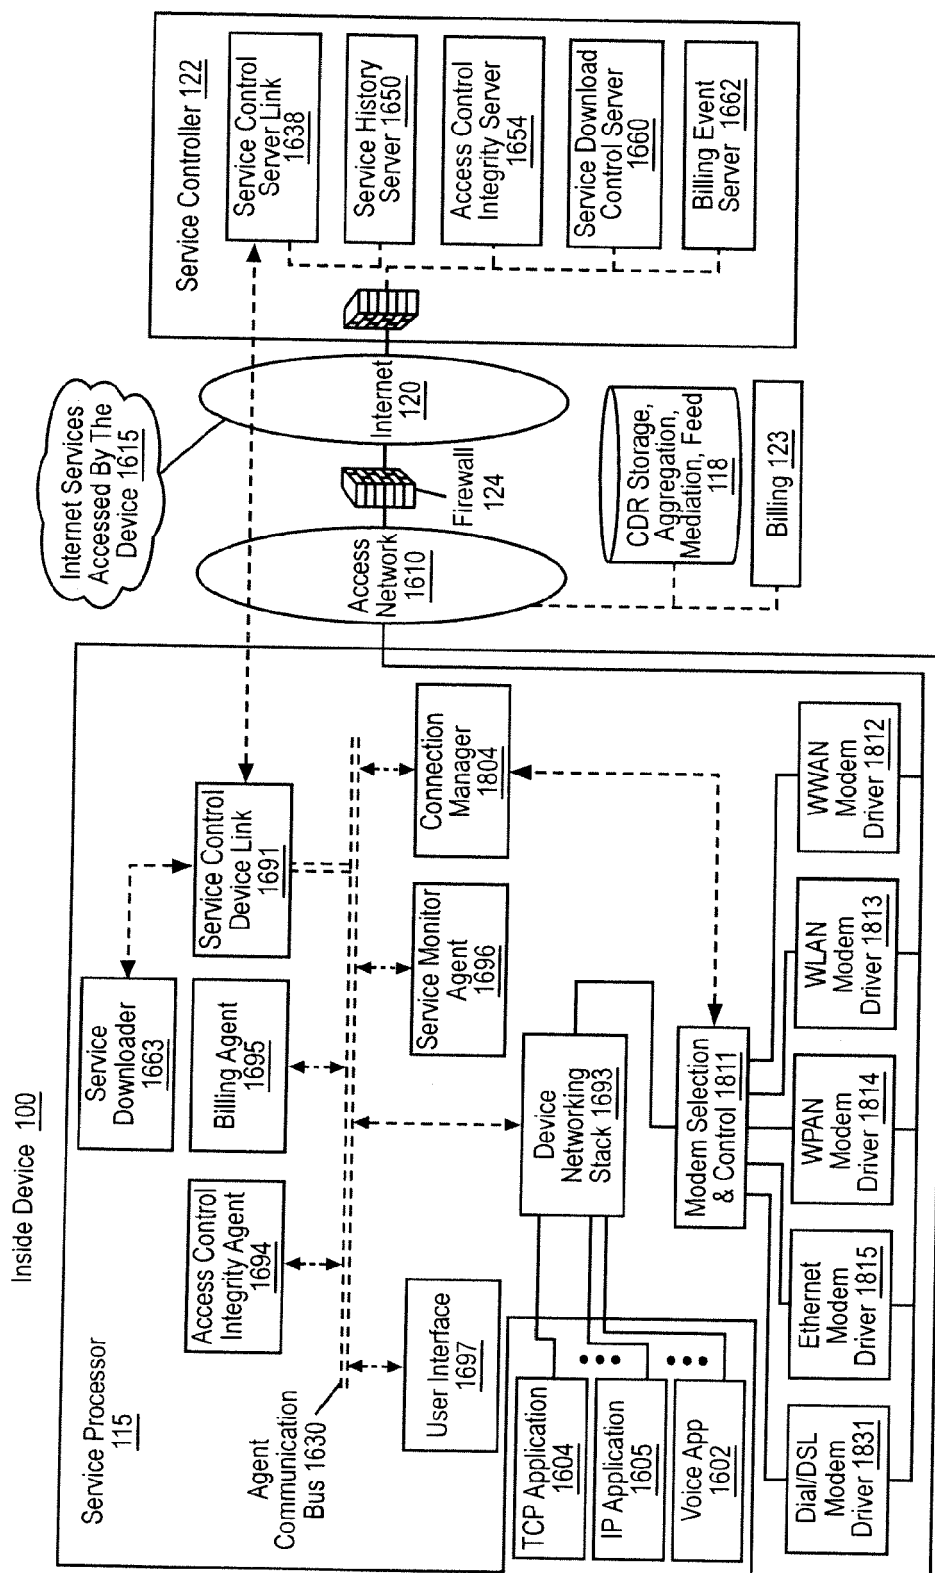 Inside Device 100
Service Processor
115
Service
Downloader
1663
Access Control
Integrity Agent
1694
Billing Agent
1695
Service Control
Device Link
1691
Agent
Communication
Bus 1630
User Interface
1697
Service Monitor
Agent
1696
Connection
Manager
1804
Device
Networking
Stack 1693
TCP Application
1604
IP Application
1605
Voice App
1602
Modem Selection
& Control 1811
Dial/DSL
Modem
Driver 1831
Ethernet
Modem
Driver 1815
WPAN
Modem
Driver 1814
WLAN
Modem
Driver 1813
WWAN
Modem
Driver 1812
Internet Services
Accessed By The
Device 1615
Access
Network
1610
Firewall
124
Internet
120
CDR Storage,
Aggregation,
Mediation, Feed
118
Billing 123
Service Controller 122
Service Control
Server Link
1638
Service History
Server 1650
Access Control
Integrity Server
1654
Service Download
Control Server
1660
Billing Event
Server 1662